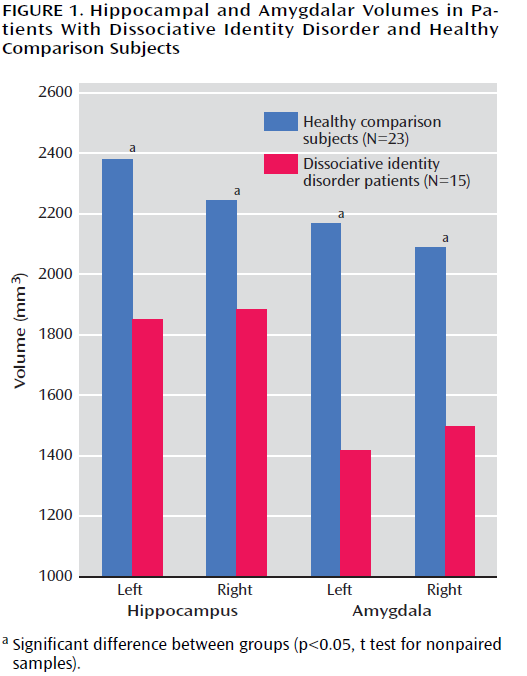 FIGURE 1. Hippocampal and Amygdalar Volumes in Pa-
tients With Dissociative Identity Disorder and Healthy
Comparison Subjects
2600
2400
2200
2000
1800
1600
1400
1200
1000
Volume (mm3)
Healthy comparison
subjects (N=23)
Dissociative identity
disorder patients (N=15)
a
a
a
a
Left
Right
Left
Right
Hippocampus
Amygdala
a Significant difference between groups (p<0.05, t test for nonpaired
samples).